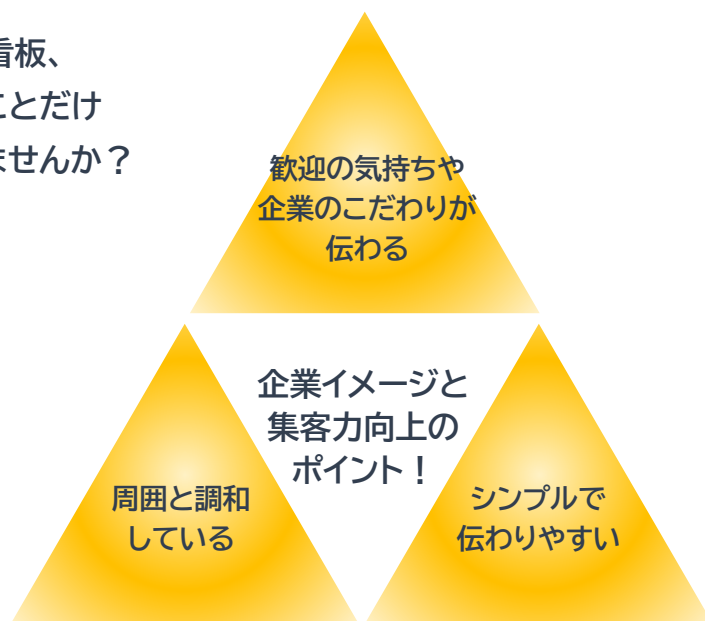 看板、
ことだけ
ませんか？
歓迎の気持ちや
企業のこだわりが
伝わる
企業イメージと
集客力向上の
ポイント！
周囲と調和
している
シンプルで
伝わりやすい